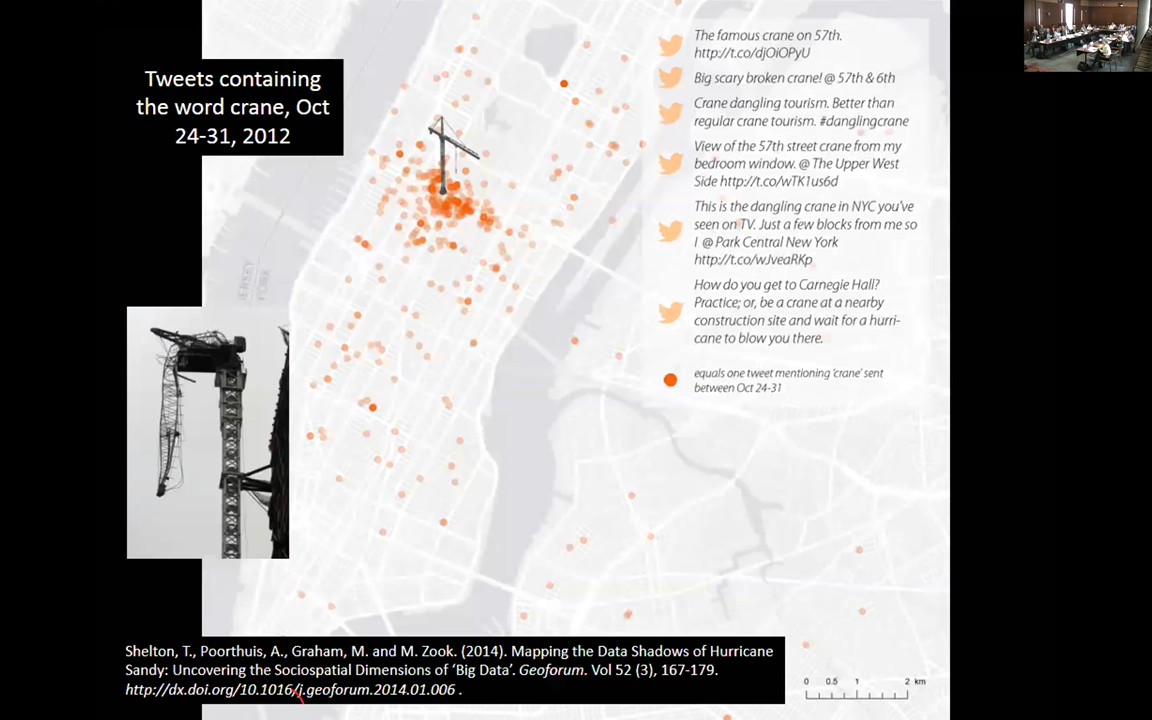 Tweets containing
the word crane, Oct
24-31, 2012
The famous crane on 57th.
http://t.co/djOiOPyU
Big scary broken crane! @ 57th & 6th
Crane dangling tourism. Better than
regular crane tourism. #danglingcrane
View of the 57th street crane from my
bedroom window. @ The Upper West
Side http://t.co/wTK1us6d
This is the dangling crane in NYC you've
seen on TV. Just a few blocks from me so
I @ Park Central New York
http://t.co/wJveaRKp
How do you get to Carnegie Hall?
Practice; or, be a crane at a nearby
construction site and wait for a hurri-
cane to blow you there.
equals one tweet mentioning 'crane' sent
between Oct 24-31
Shelton, T., Poorthuis, A., Graham, M. and M. Zook. (2014). Mapping the Data Shadows of Hurricane
Sandy: Uncovering the Sociospatial Dimensions of 'Big Data'. Geoforum. Vol 52 (3), 167-179.
http://dx.doi.org/10.1016/j.geoforum.2014.01.006 .
0 0.5 1 2 km